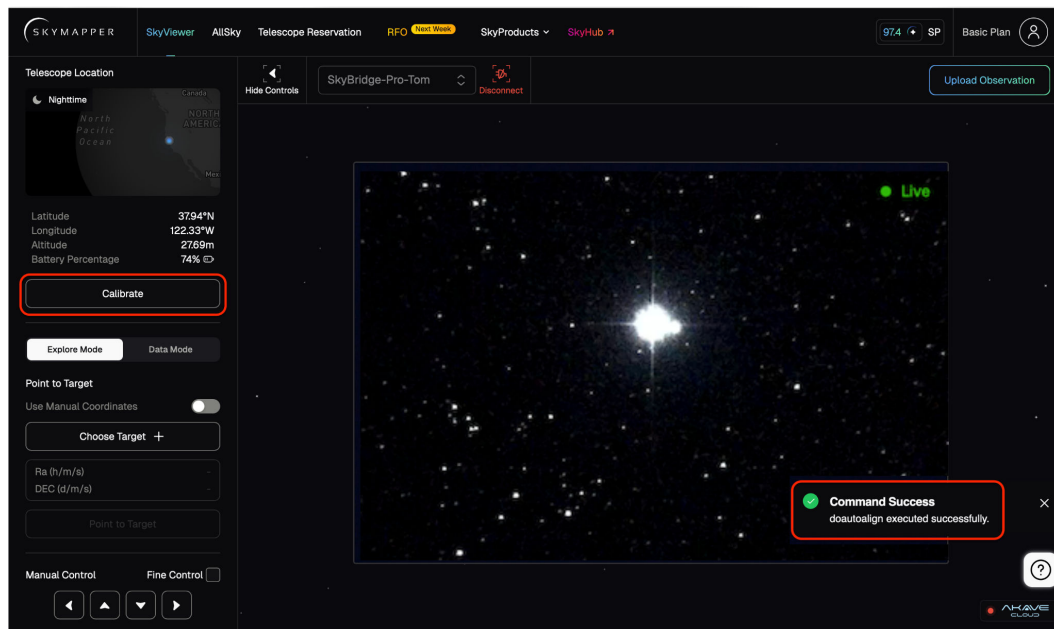 SKYMAPPER
SkyViewer
AllSky
Telescope Reservation
RFO Next Week
SkyProducts
SkyHub
97.4 SP
Basic Plan
Telescope Location
Hide Controls
SkyBridge-Pro-Tom
Disconnect
Upload Observation
Nighttime
Canada
North
Pacific
Ocean
NORTH
AMERIC
Mex
Live
Latitude 37.94°N
Longitude 122.33°W
Altitude 27.69m
Battery Percentage 74%
Calibrate
Explore Mode Data Mode
Point to Target
Use Manual Coordinates
Choose Target +
Ra (h/m/s) -
DEC (d/m/s) -
Point to Target
Command Success
doautoalign executed successfully.
Manual Control Fine Control
AKAVE
CLOUD